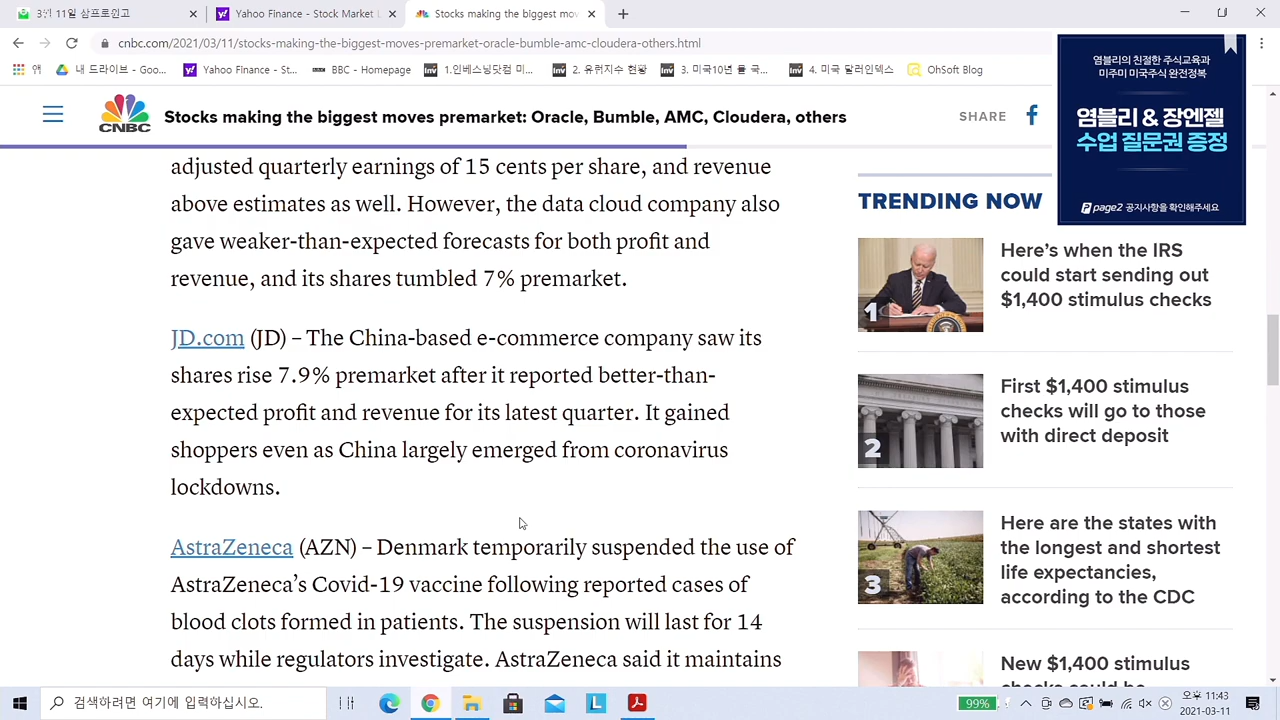 3월 11일 삼프로원고
Yahoo Finance - Stock Market L
Stocks making the biggest mov
cnbc.com/2021/03/11/stocks-making-the-biggest-moves-premarket-oracle-bumble-amc-cloudera-others.html
앱
내 드라이브 - Goo...
Yahoo Finance - St...
BBC - Homepage
1.인베스팅닷컴 미...
2. 유럽지수 현황
3. 미국10년 물 국...
4. 미국 달러인덱스
OhSoft Blog
염블리의 친절한 주식교육과
미주미 미국주식 완전정복
염블리 & 장엔젤
수업 질문권 증정
page2 공지사항을 확인해주세요
CNBC
Stocks making the biggest moves premarket: Oracle, Bumble, AMC, Cloudera, others
SHARE
adjusted quarterly earnings of 15 cents per share, and revenue
above estimates as well. However, the data cloud company also
gave weaker-than-expected forecasts for both profit and
revenue, and its shares tumbled 7% premarket.
JD.com (JD) – The China-based e-commerce company saw its
shares rise 7.9% premarket after it reported better-than-
expected profit and revenue for its latest quarter. It gained
shoppers even as China largely emerged from coronavirus
lockdowns.
AstraZeneca (AZN) – Denmark temporarily suspended the use of
AstraZeneca’s Covid-19 vaccine following reported cases of
blood clots formed in patients. The suspension will last for 14
days while regulators investigate. AstraZeneca said it maintains
TRENDING NOW
1
Here’s when the IRS
could start sending out
$1,400 stimulus checks
2
First $1,400 stimulus
checks will go to those
with direct deposit
3
Here are the states with
the longest and shortest
life expectancies,
according to the CDC
New $1,400 stimulus
checks could be
검색하려면 여기에 입력하십시오.
99%
오후 11:43
2021-03-11